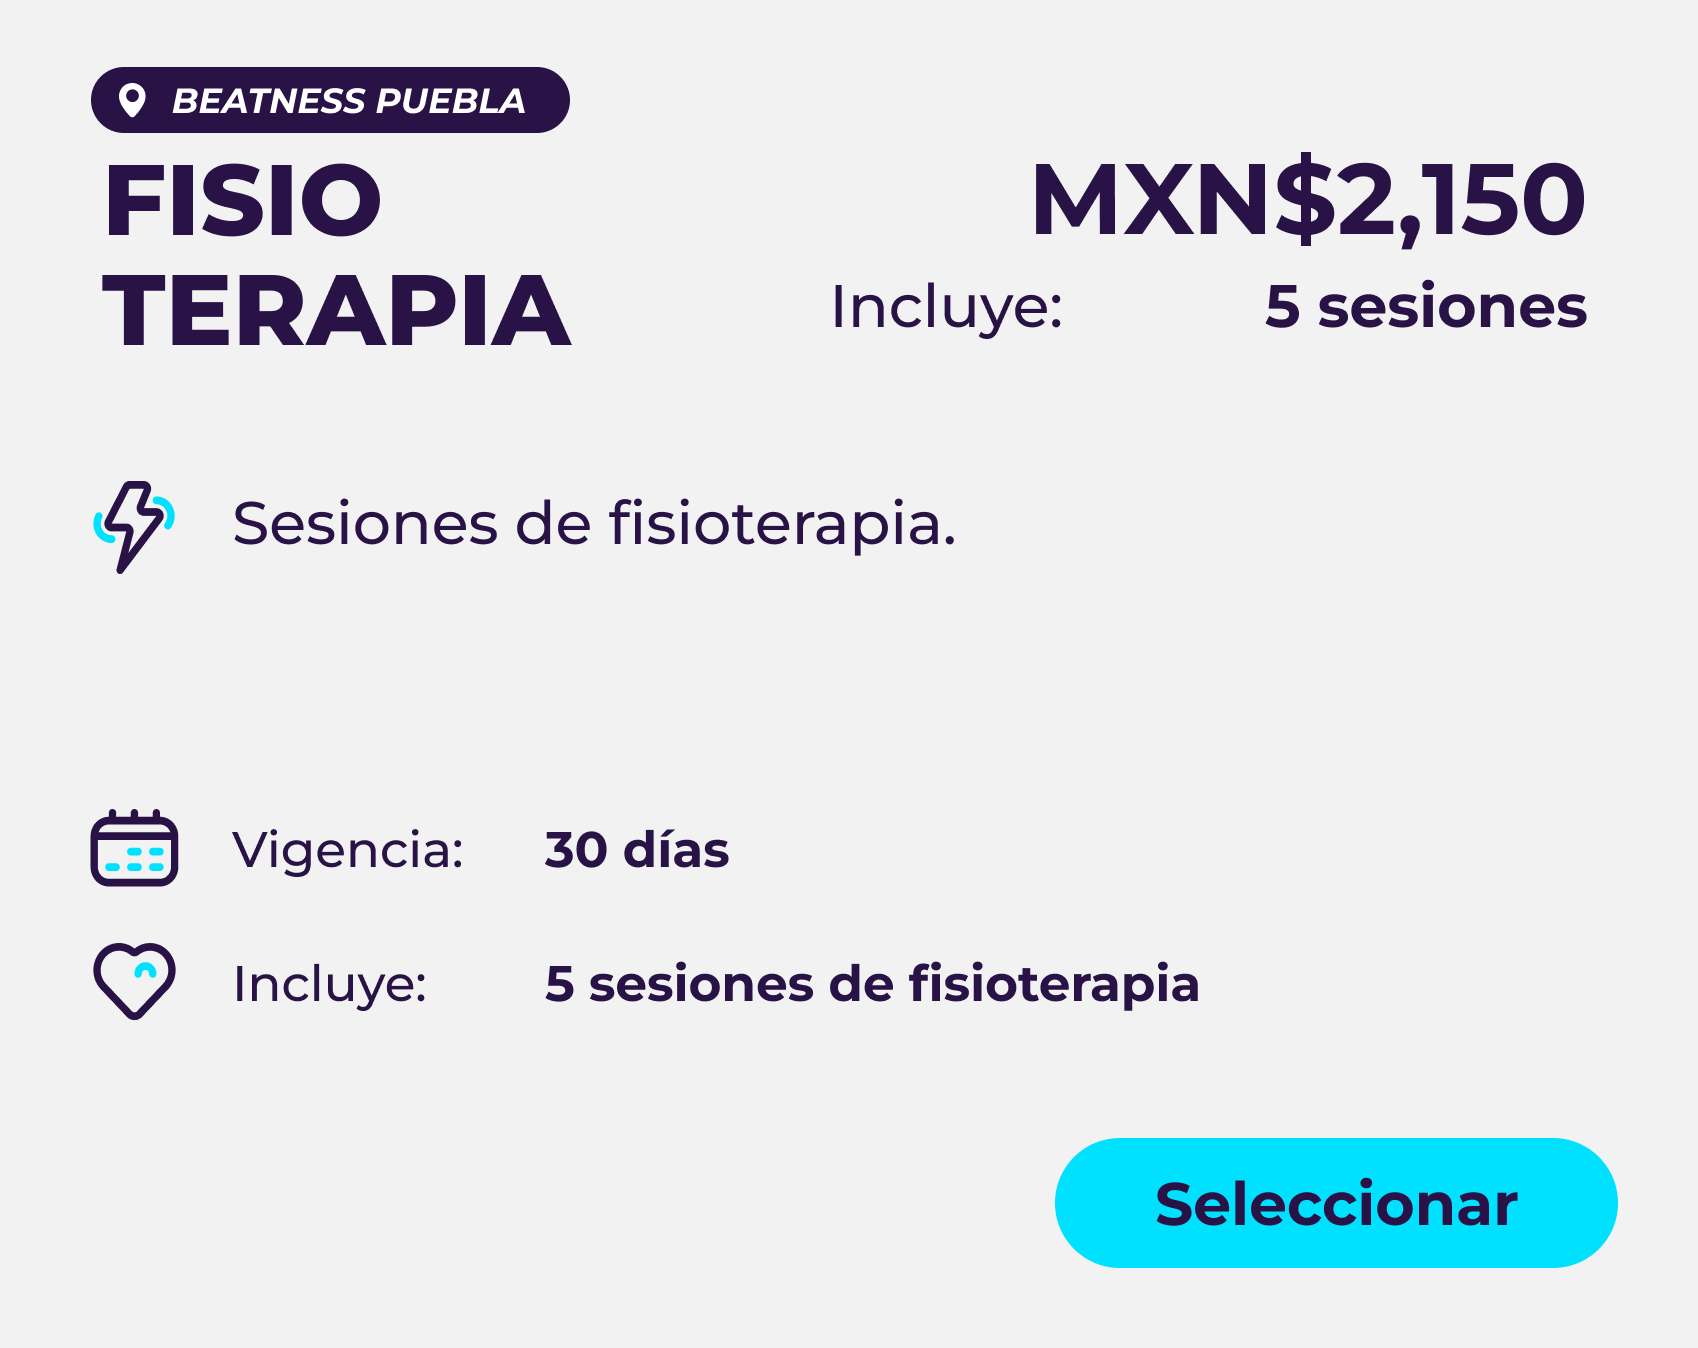 BEATNESS PUEBLA
FISIO
TERAPIA
MXN$2,150
Incluye: 5 sesiones
Sesiones de fisioterapia.
Vigencia: 30 días
Incluye: 5 sesiones de fisioterapia
Seleccionar